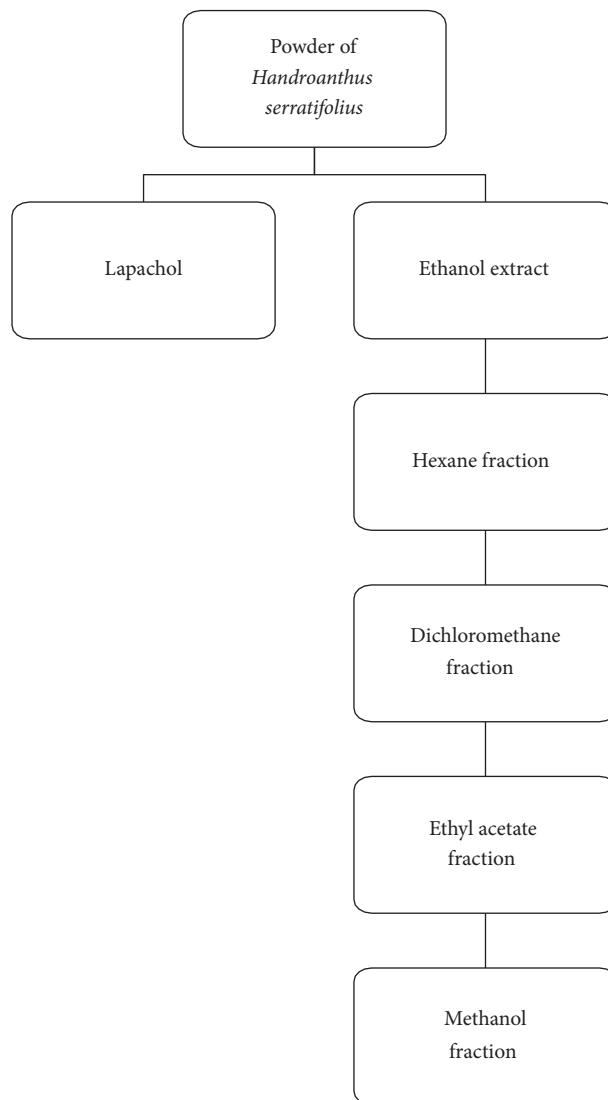 Powder of
Handroanthus
serratifolius
Lapachol
Ethanol extract
Hexane fraction
Dichloromethane
fraction
Ethyl acetate
fraction
Methanol
fraction